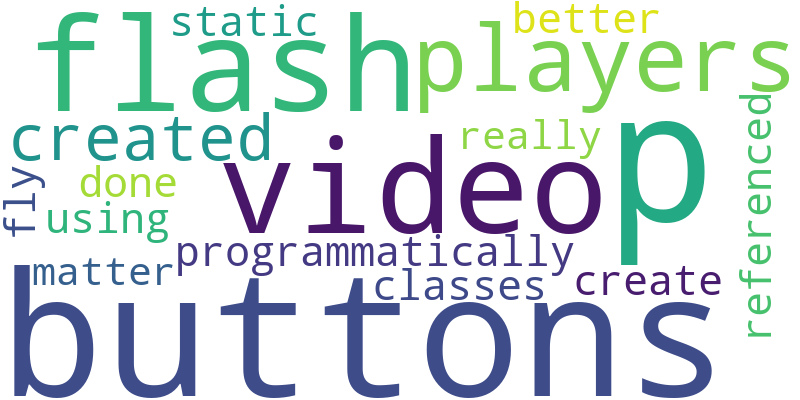 static
better
flash
players
created
video
p
really
referenced
fly
done
using
programmatically
matter
classes
create
buttons